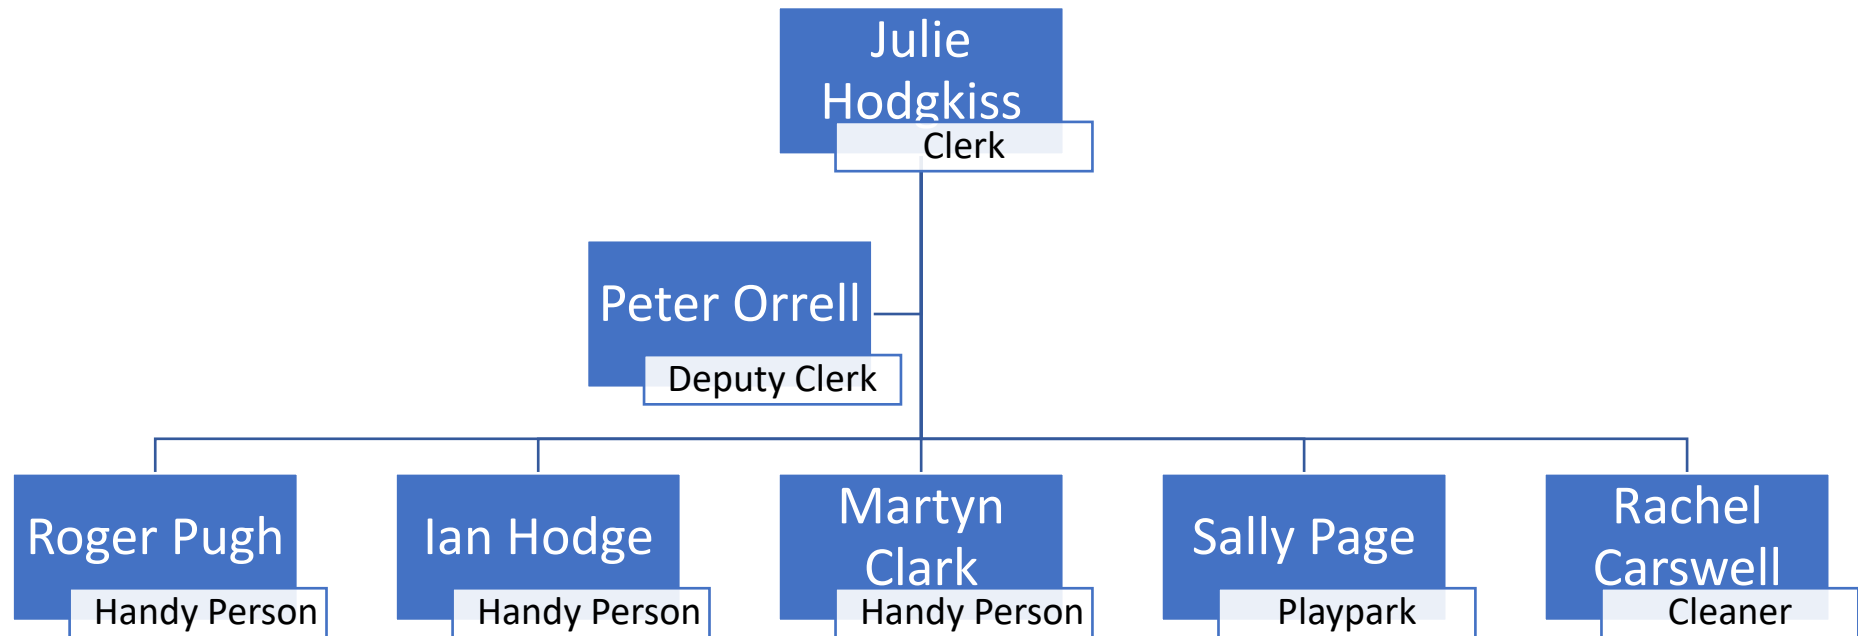 Julie
Hodgkiss
Clerk
Peter Orrell
Deputy Clerk
Roger Pugh
Handy Person
Ian Hodge
Handy Person
Martyn
Clark
Handy Person
Sally Page
Playpark
Rachel
Carswell
Cleaner